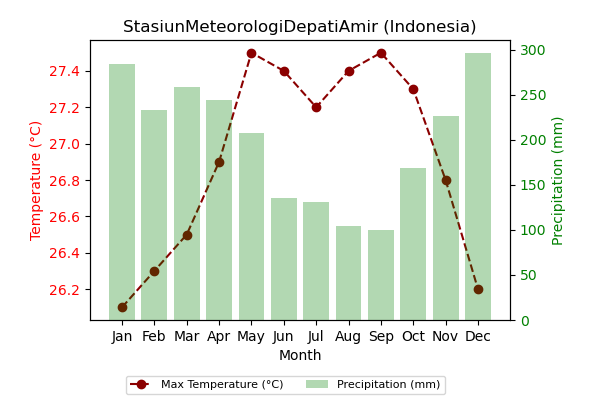 StasiunMeteorologiDepatiAmir (Indonesia)
Temperature (°C)
27.4
27.2
27.0
26.8
26.6
26.4
26.2
300
250
200
150
100
50
0
Precipitation (mm)
Jan Feb Mar Apr May Jun Jul Aug Sep Oct Nov Dec
Month
Max Temperature (°C) Precipitation (mm)